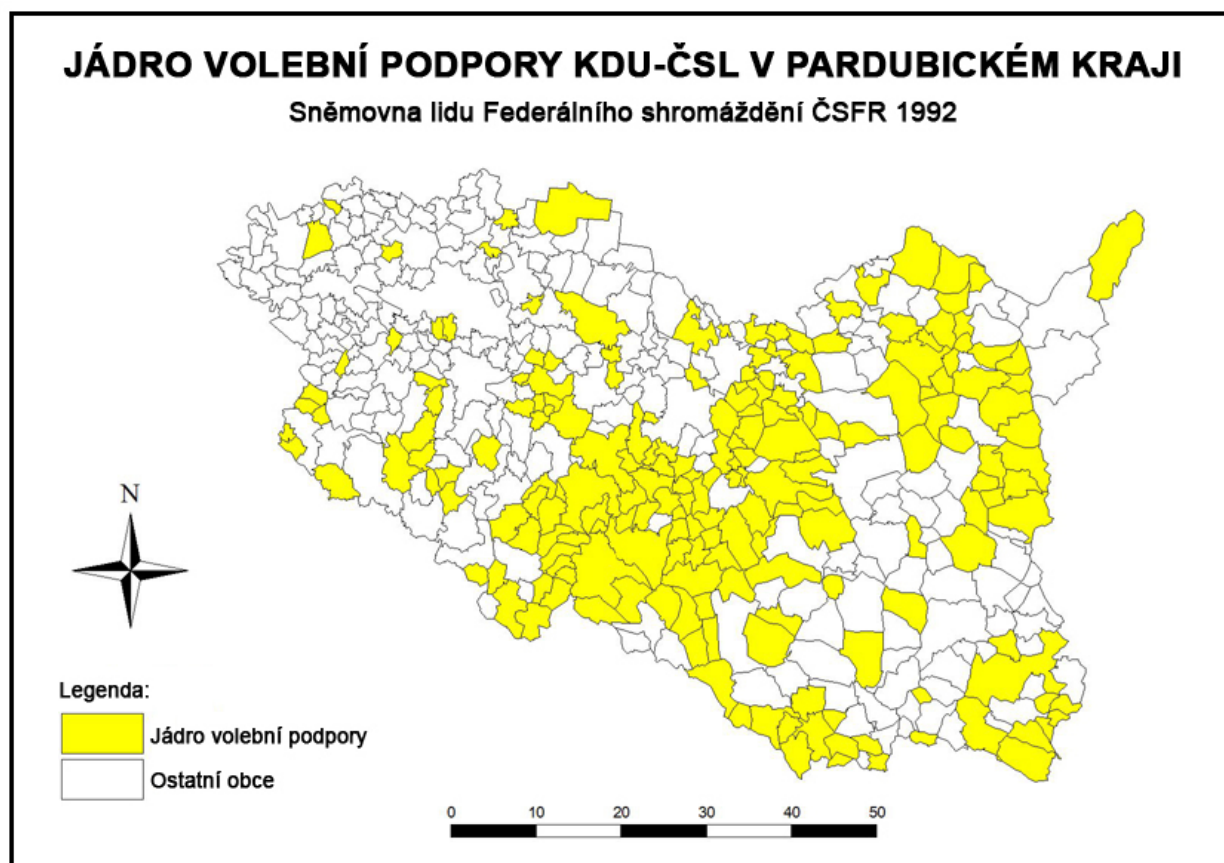 JÁDRO VOLEBNÍ PODPORY KDU-ČSL V PARDUBICKÉM KRAJI
Sněmovna lidu Federálního shromáždění ČSFR 1992
N
Legenda:
Jádro volební podpory
Ostatní obce
0 10 20 30 40 50